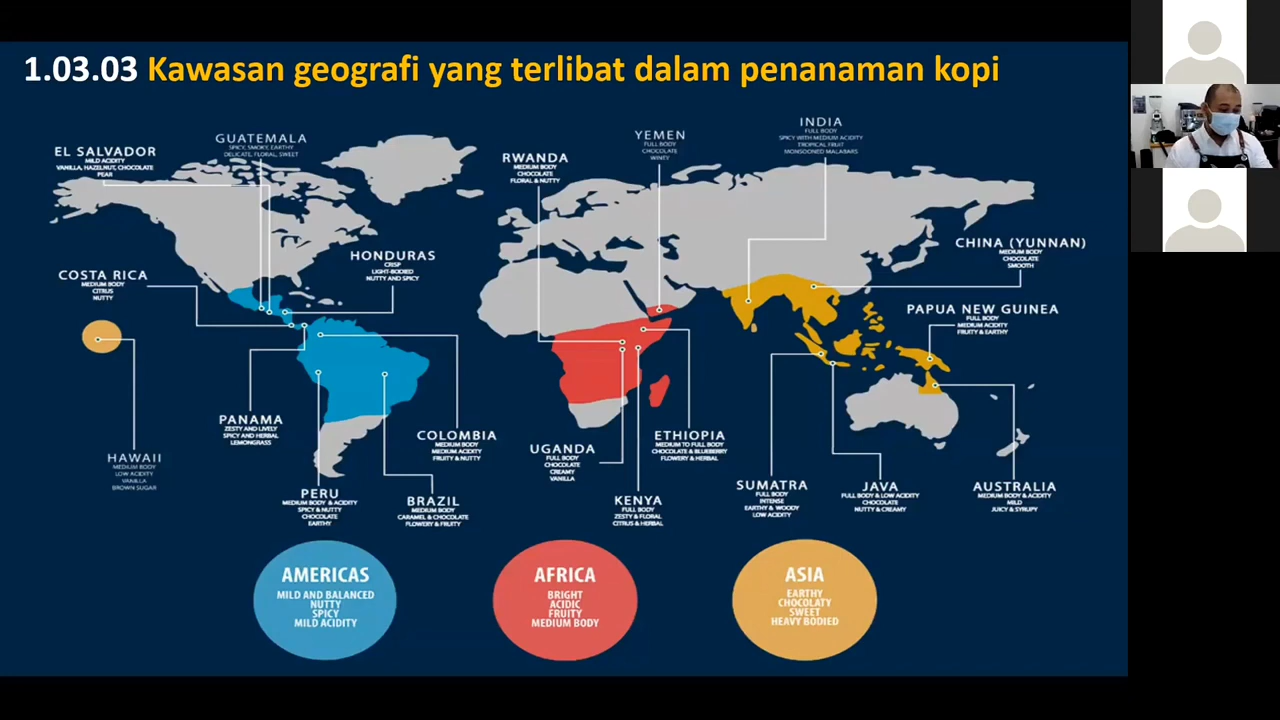 1.03.03 Kawasan geografi yang terlibat dalam penanaman kopi
GUATEMALA
SPICY, SMOKY, EARTHY
DELICATE, FLORAL, SWEET
EL SALVADOR
MILD ACIDITY
VANILLA, HAZELNUT, CHOCOLATE
PEAR
RWANDA
MEDIUM BODY
CHOCOLATE
FLORAL & NUTTY
YEMEN
FULL BODY
CHOCOLATE
WINEY
INDIA
FULL BODY
SPICY WITH MEDIUM ACIDITY
TROPICAL FRUIT
MONSOONED MALABARS
CHINA (YUNNAN)
MEDIUM BODY
CHOCOLATE
SMOOTH
HONDURAS
CRISP
LIGHT-BODIED
NUTTY AND SPICY
COSTA RICA
MEDIUM BODY
CITRUS
NUTTY
PAPUA NEW GUINEA
FULL BODY
MEDIUM ACIDITY
FRUITY & EARTHY
PANAMA
ZESTY AND LIVELY
SPICY AND HERBAL
LEMONGRASS
COLOMBIA
MEDIUM BODY
MEDIUM ACIDITY
FRUITY & NUTTY
UGANDA
FULL BODY
CHOCOLATE
CREAMY
VANILLA
ETHIOPIA
MEDIUM TO FULL BODY
CHOCOLATE & BLUEBERRY
FLOWERY & HERBAL
HAWAII
MEDIUM BODY
LOW ACIDITY
VANILLA
BROWN SUGAR
PERU
MEDIUM BODY & ACIDITY
SPICY & NUTTY
CHOCOLATE
EARTHY
BRAZIL
MEDIUM BODY
CARAMEL & CHOCOLATE
FLOWERY & FRUITY
KENYA
FULL BODY
ZESTY & FLORAL
CITRUS & HERBAL
SUMATRA
FULL BODY
INTENSE
EARTHY & WOODY
LOW ACIDITY
JAVA
FULL BODY & LOW ACIDITY
CHOCOLATE
NUTTY & CREAMY
AUSTRALIA
MEDIUM BODY & ACIDITY
MILD
JUICY & SYRUPY
AMERICAS
MILD AND BALANCED
NUTTY
SPICY
MILD ACIDITY
AFRICA
BRIGHT
ACIDIC
FRUITY
MEDIUM BODY
ASIA
EARTHY
CHOCOLATY
SWEET
HEAVY BODIED